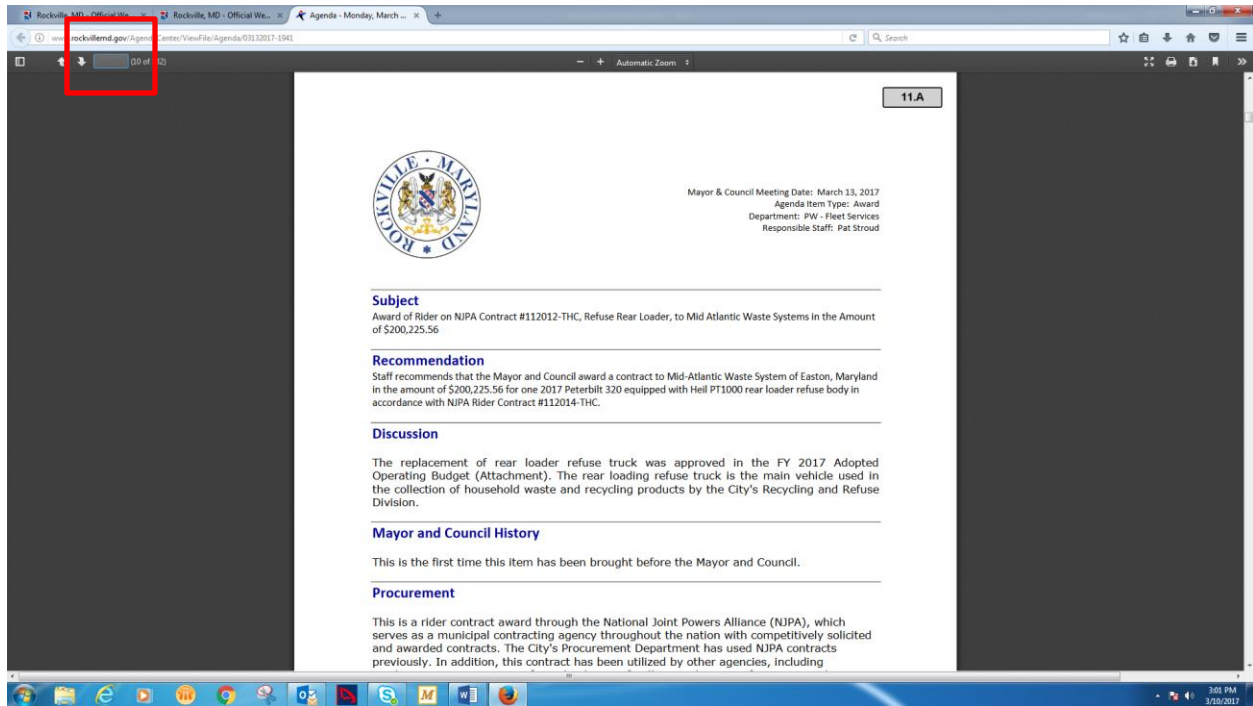 Rockville, MD - Official We...
Rockville, MD - Official We...
Agenda - Monday, March ...
www.rockvillemd.gov/AgendaCenter/ViewFile/Agenda/03132017-1941
Search
(10 of
Automatic Zoom
11.A
ROCKVILLE · MARYLAND
Mayor & Council Meeting Date: March 13, 2017
Agenda Item Type: Award
Department: PW - Fleet Services
Responsible Staff: Pat Stroud
Subject
Award of Rider on NJPA Contract #112012-THC, Refuse Rear Loader, to Mid Atlantic Waste Systems in the Amount
of $200,225.56
Recommendation
Staff recommends that the Mayor and Council award a contract to Mid-Atlantic Waste System of Easton, Maryland
in the amount of $200,225.56 for one 2017 Peterbilt 320 equipped with Heil PT1000 rear loader refuse body in
accordance with NJPA Rider Contract #112014-THC.
Discussion
The replacement of rear loader refuse truck was approved in the FY 2017 Adopted
Operating Budget (Attachment). The rear loading refuse truck is the main vehicle used in
the collection of household waste and recycling products by the City's Recycling and Refuse
Division.
Mayor and Council History
This is the first time this item has been brought before the Mayor and Council.
Procurement
This is a rider contract award through the National Joint Powers Alliance (NJPA), which
serves as a municipal contracting agency throughout the nation with competitively solicited
and awarded contracts. The City's Procurement Department has used NJPA contracts
previously. In addition, this contract has been utilized by other agencies, including
3:01 PM
3/10/2017